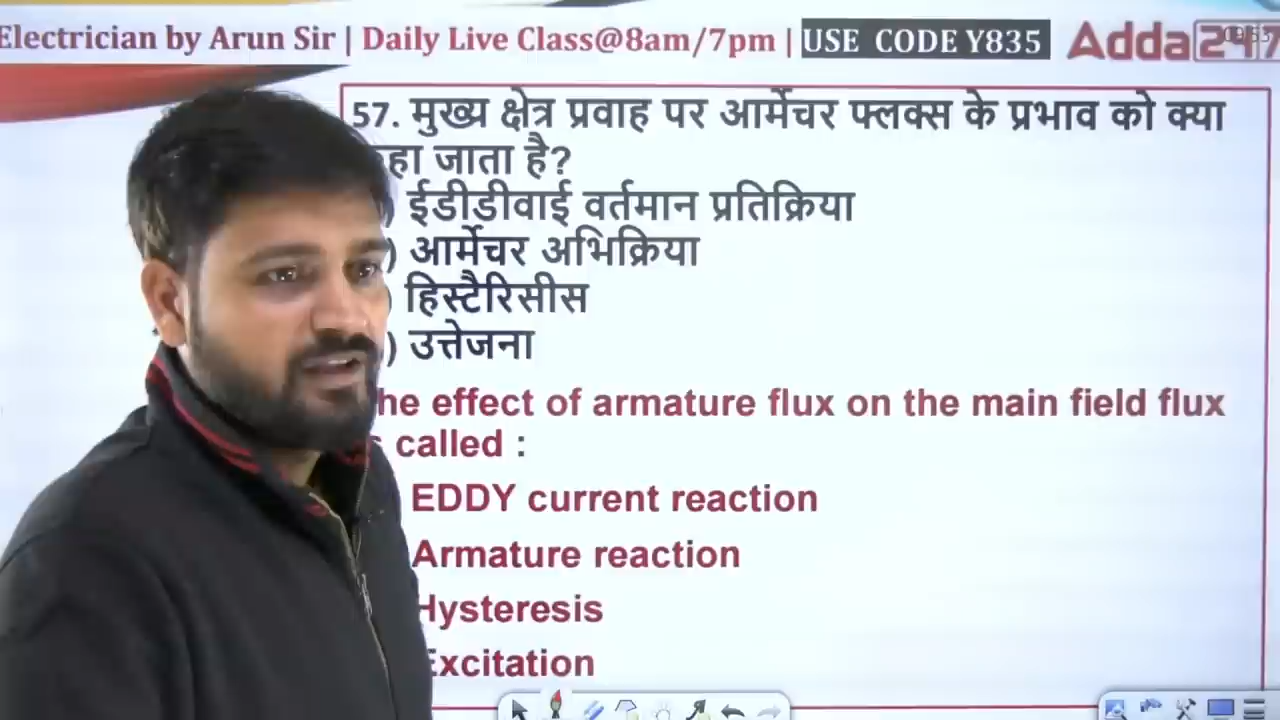 Electrician by Arun Sir | Daily Live Class@8am/7pm | USE CODE Y835 Adda247
57. मुख्य क्षेत्र प्रवाह पर आर्मेचर फ्लक्स के प्रभाव को क्या
हा जाता है?
) ईडीडीवाई वर्तमान प्रतिक्रिया
) आर्मेचर अभिक्रिया
) हिस्टैरिसीस
) उत्तेजना
he effect of armature flux on the main field flux
called :
EDDY current reaction
Armature reaction
Hysteresis
Excitation